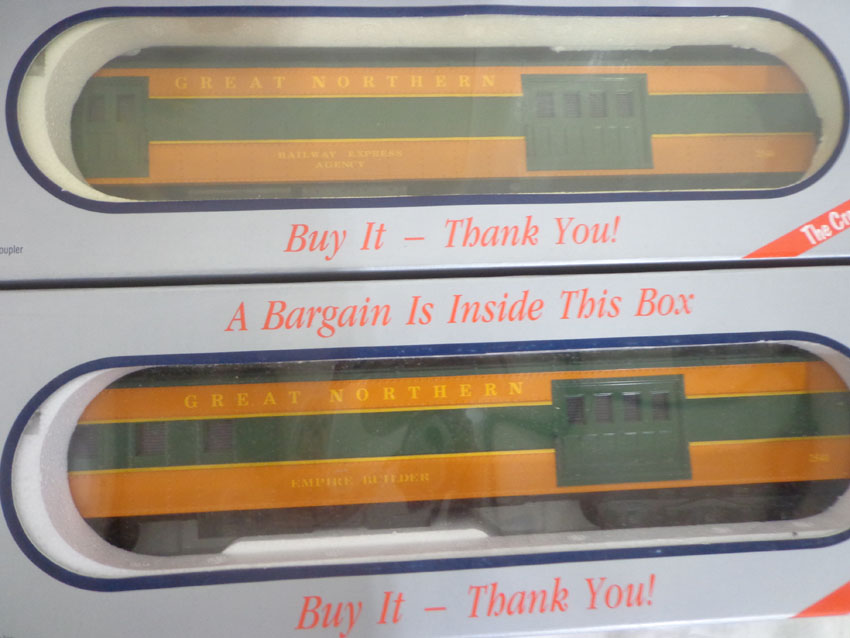 GREAT NORTHERN
RAILWAY EXPRESS
AGENCY
oupler
Buy It – Thank You!
The Cr
A Bargain Is Inside This Box
GREAT NORTHERN
EMPIRE BUILDER
Buy It – Thank You!